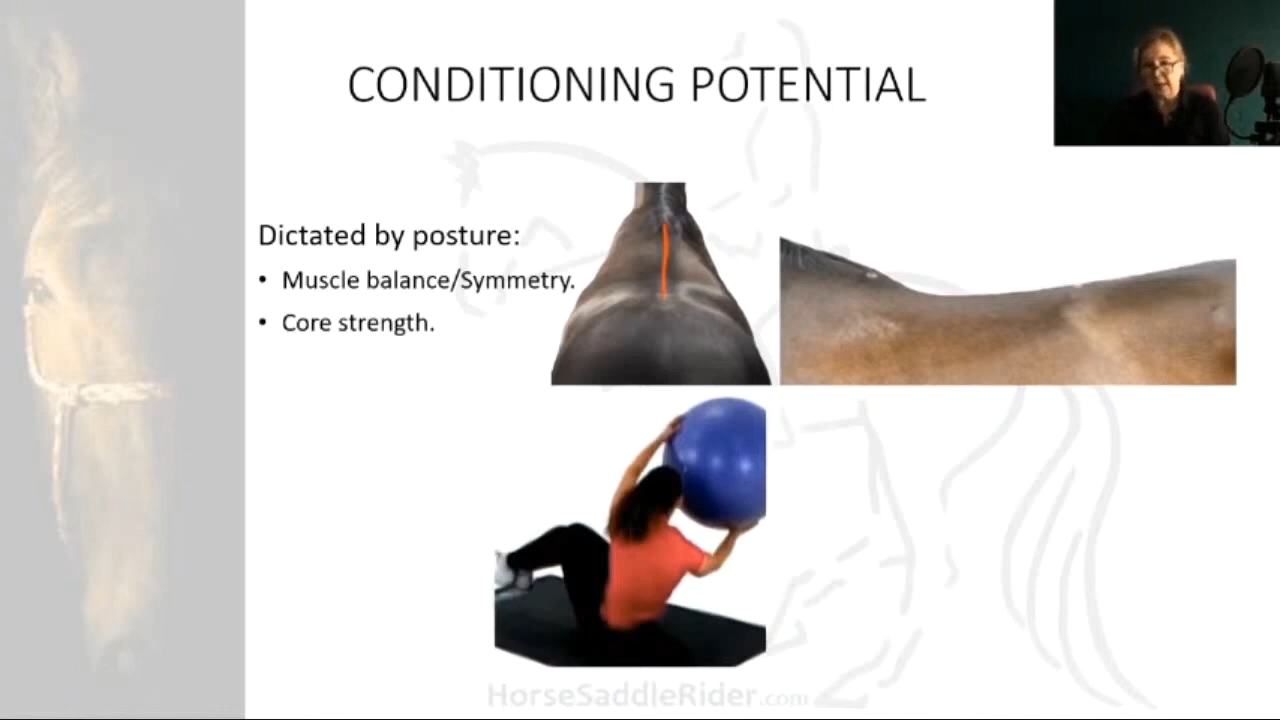 CONDITIONING POTENTIAL
Dictated by posture:
• Muscle balance/Symmetry.
• Core strength.
HorseSaddleRider.com